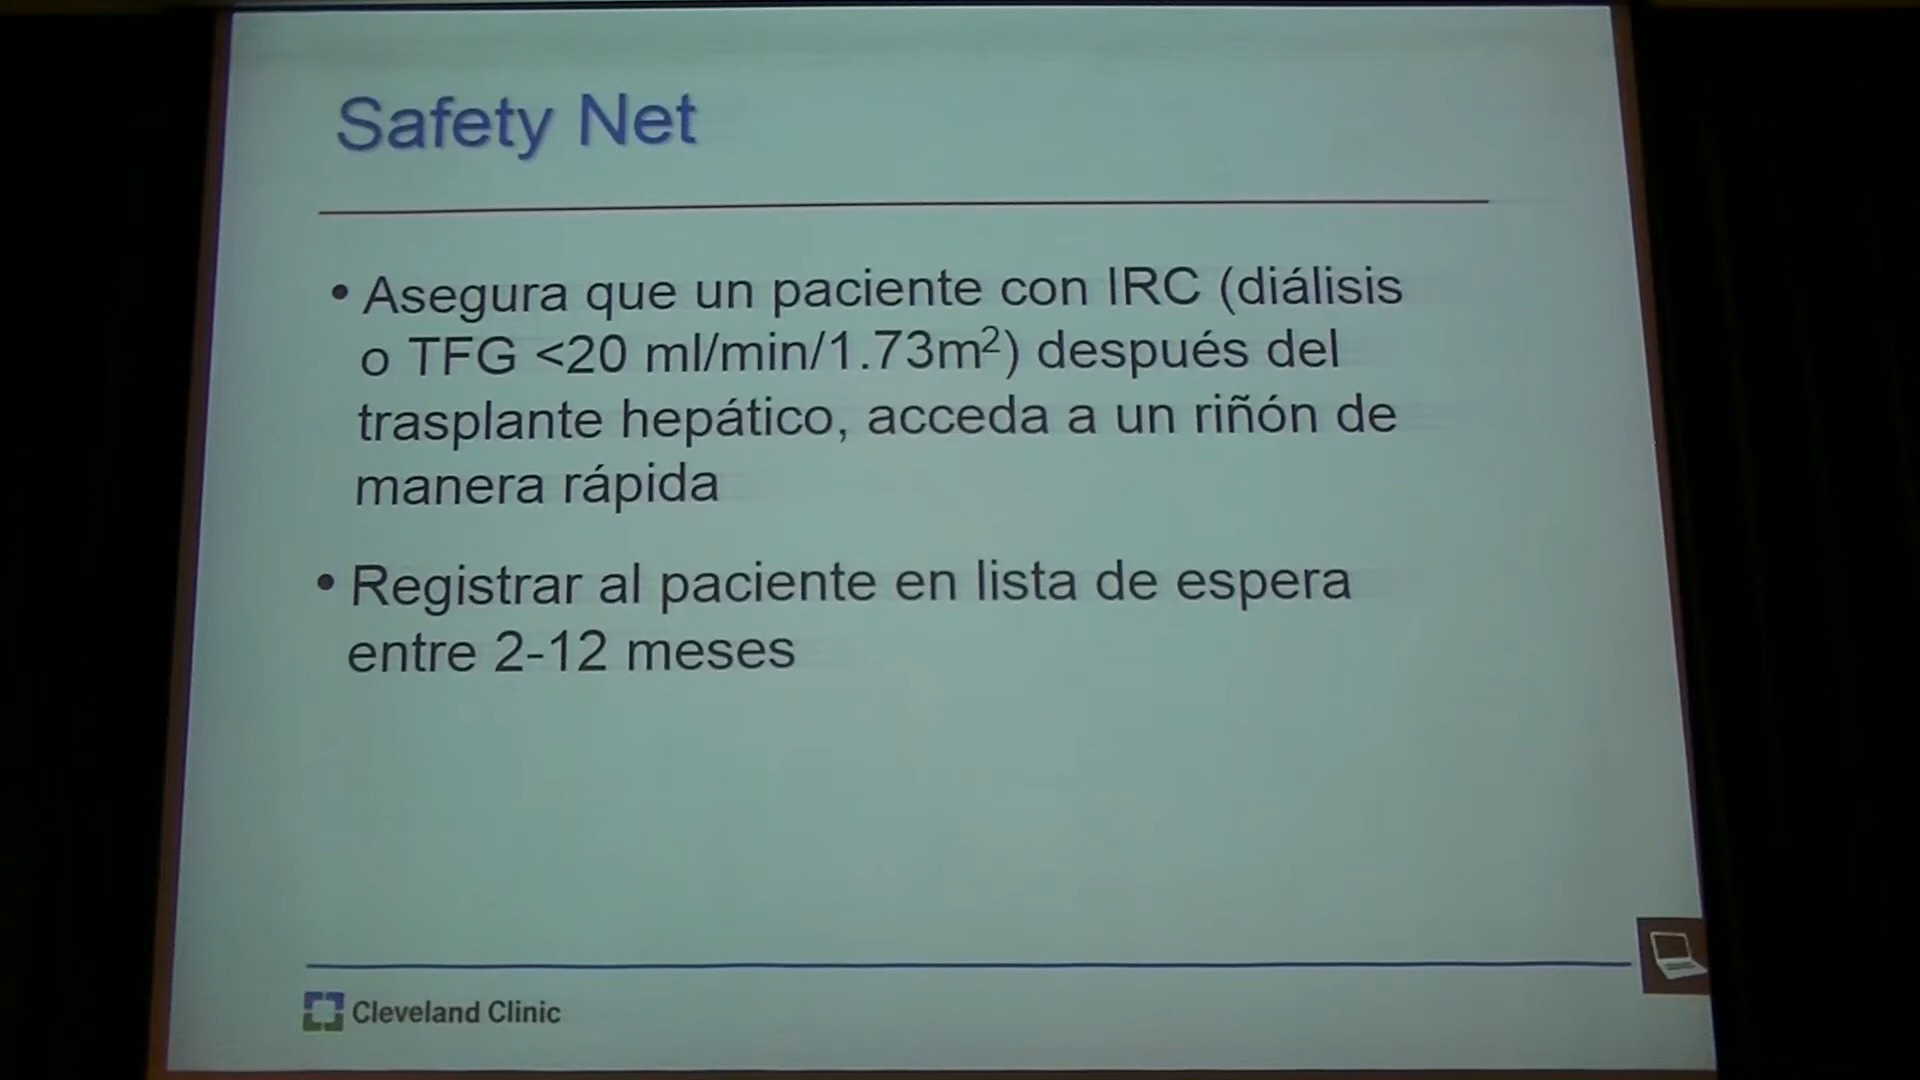 Safety Net
• Asegura que un paciente con IRC (diálisis
o TFG <20 ml/min/1.73m²) después del
trasplante hepático, acceda a un riñón de
manera rápida
• Registrar al paciente en lista de espera
entre 2-12 meses
Cleveland Clinic